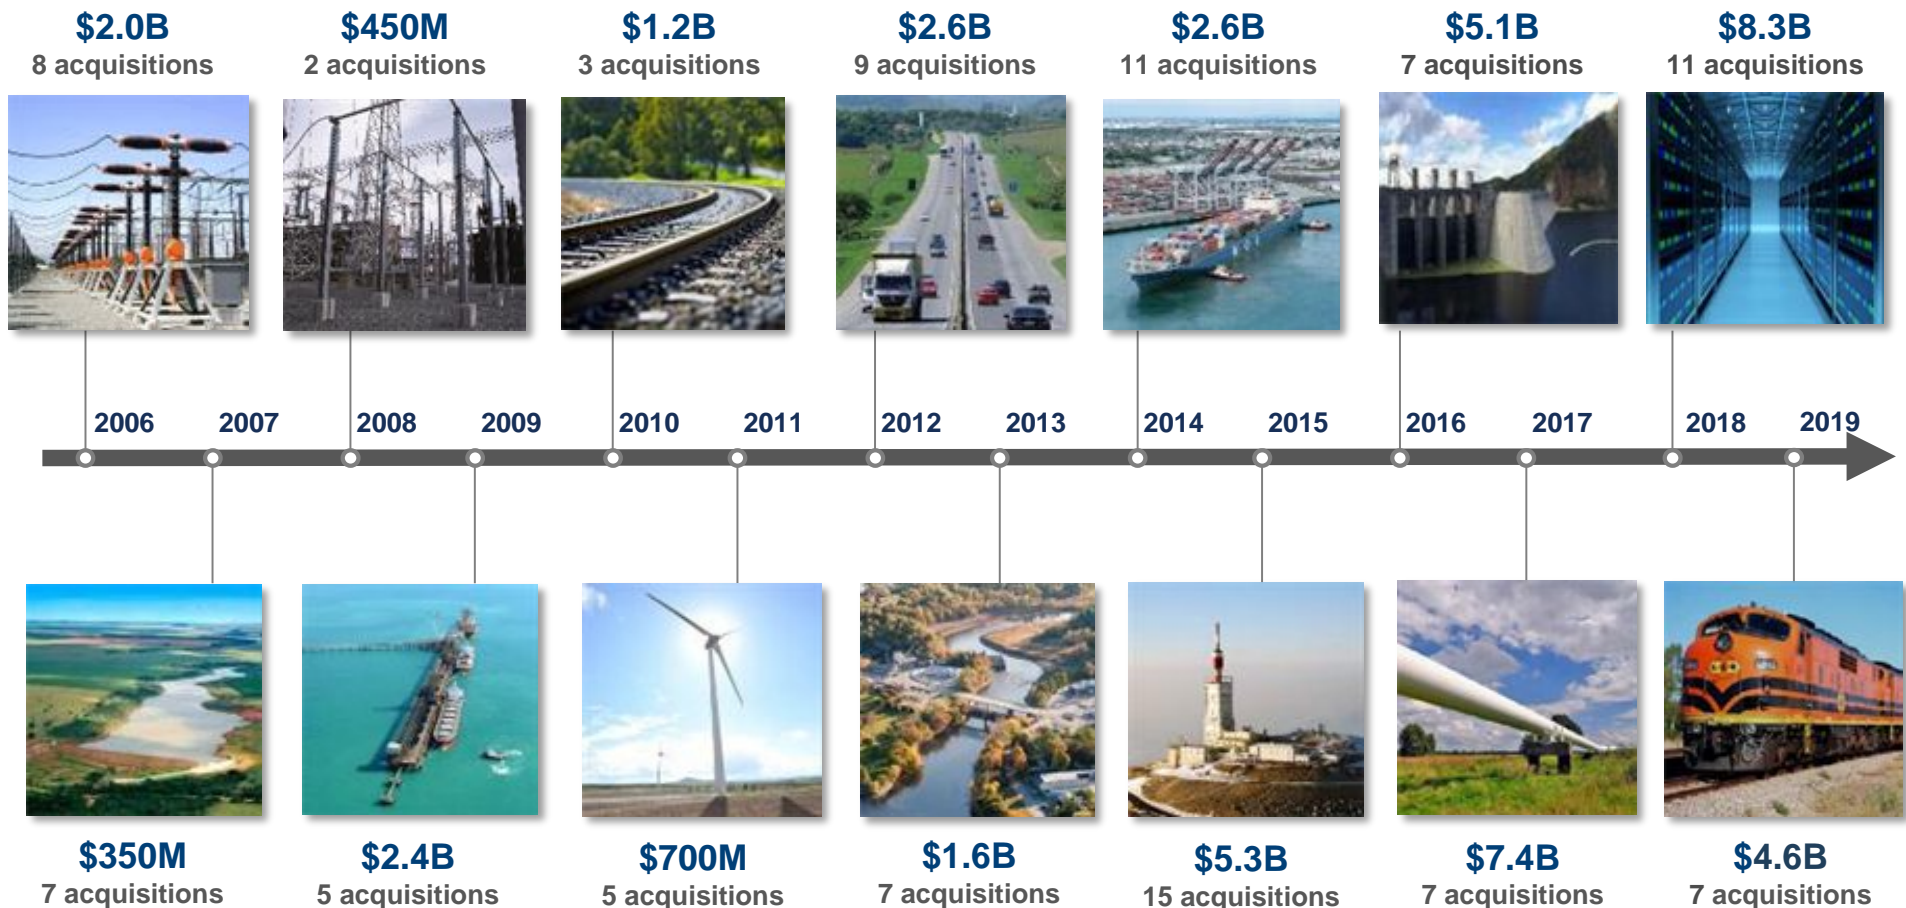 $2.0B
8 acquisitions
$450M
2 acquisitions
$1.2B
3 acquisitions
$2.6B
9 acquisitions
$2.6B
11 acquisitions
$5.1B
7 acquisitions
$8.3B
11 acquisitions
2006
2007
2008
2009
2010
2011
2012
2013
2014
2015
2016
2017
2018
2019
$350M
7 acquisitions
$2.4B
5 acquisitions
$700M
5 acquisitions
$1.6B
7 acquisitions
$5.3B
15 acquisitions
$7.4B
7 acquisitions
$4.6B
7 acquisitions